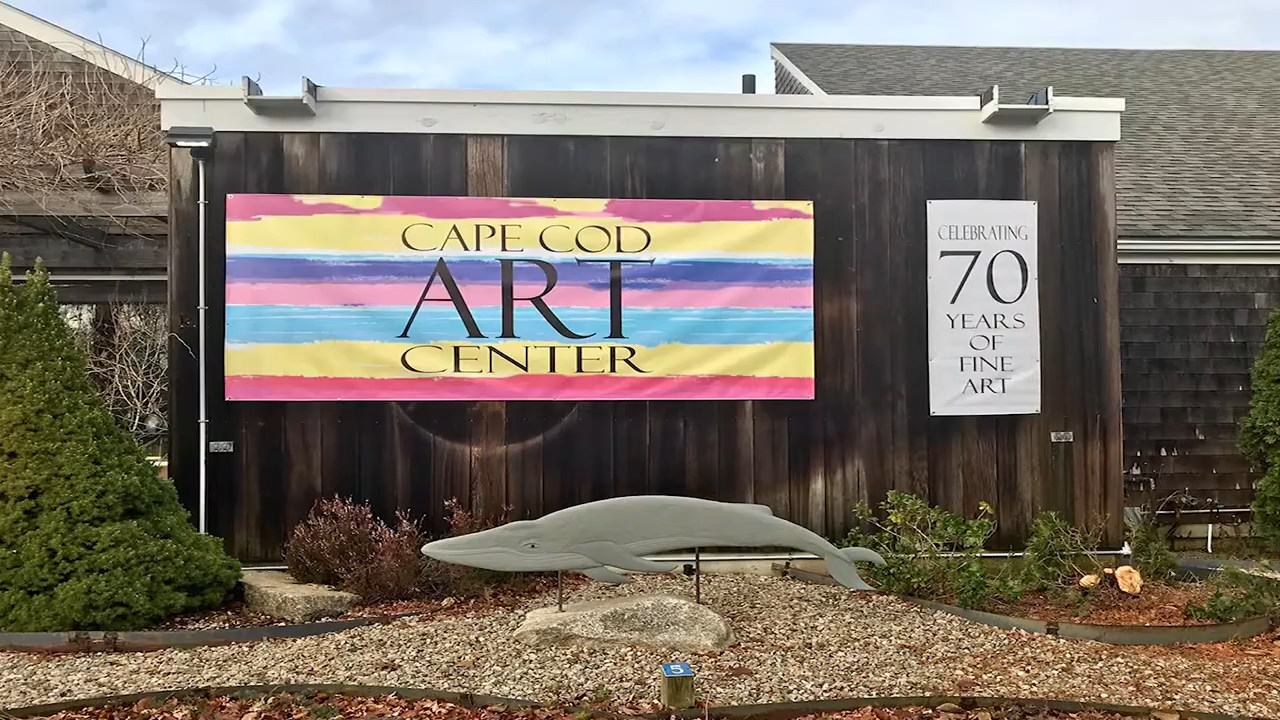 CAPE COD
ART
CENTER
CELEBRATING
70
YEARS
OF
FINE
ART
5